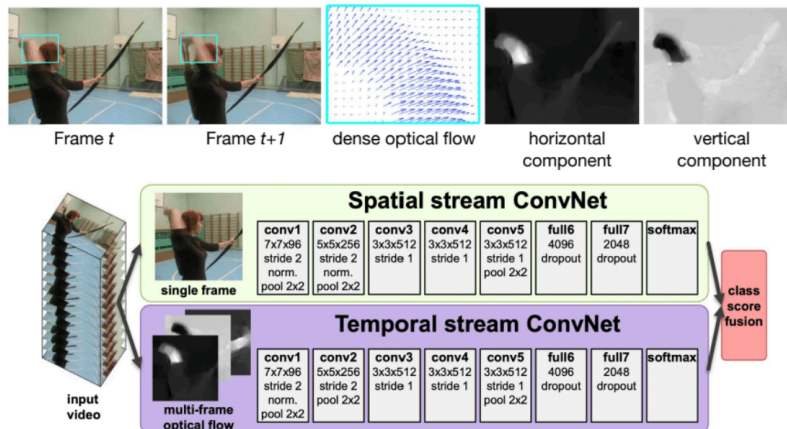 Frame t
Frame t+1
dense optical flow
horizontal
component
vertical
component
Spatial stream ConvNet
single frame
conv1
7x7x96
stride 2
norm.
pool 2x2
conv2
5x5x256
stride 2
norm.
pool 2x2
conv3
3x3x512
stride 1
conv4
3x3x512
stride 1
conv5
3x3x512
stride 1
pool 2x2
full6
4096
dropout
full7
2048
dropout
softmax
Temporal stream ConvNet
multi-frame
optical flow
conv1
7x7x96
stride 2
norm.
pool 2x2
conv2
5x5x256
stride 2
pool 2x2
conv3
3x3x512
stride 1
conv4
3x3x512
stride 1
conv5
3x3x512
stride 1
pool 2x2
full6
4096
dropout
full7
2048
dropout
softmax
input
video
class
score
fusion